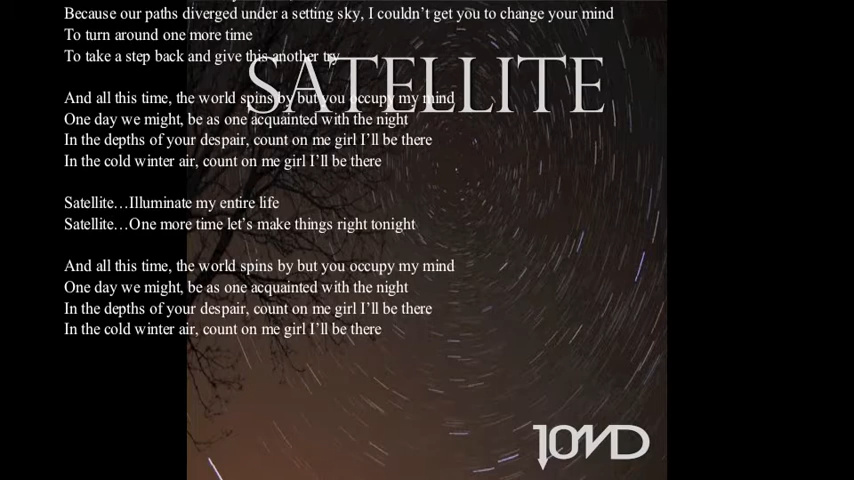 Because our paths diverged under a setting sky, I couldn't get you to change your mind
To turn around one more time
To take a step back and give this another try
SATELLITE
And all this time, the world spins by but you occupy my mind
One day we might, be as one acquainted with the night
In the depths of your despair, count on me girl I'll be there
In the cold winter air, count on me girl I'll be there
Satellite…Illuminate my entire life
Satellite…One more time let's make things right tonight
And all this time, the world spins by but you occupy my mind
One day we might, be as one acquainted with the night
In the depths of your despair, count on me girl I'll be there
In the cold winter air, count on me girl I'll be there